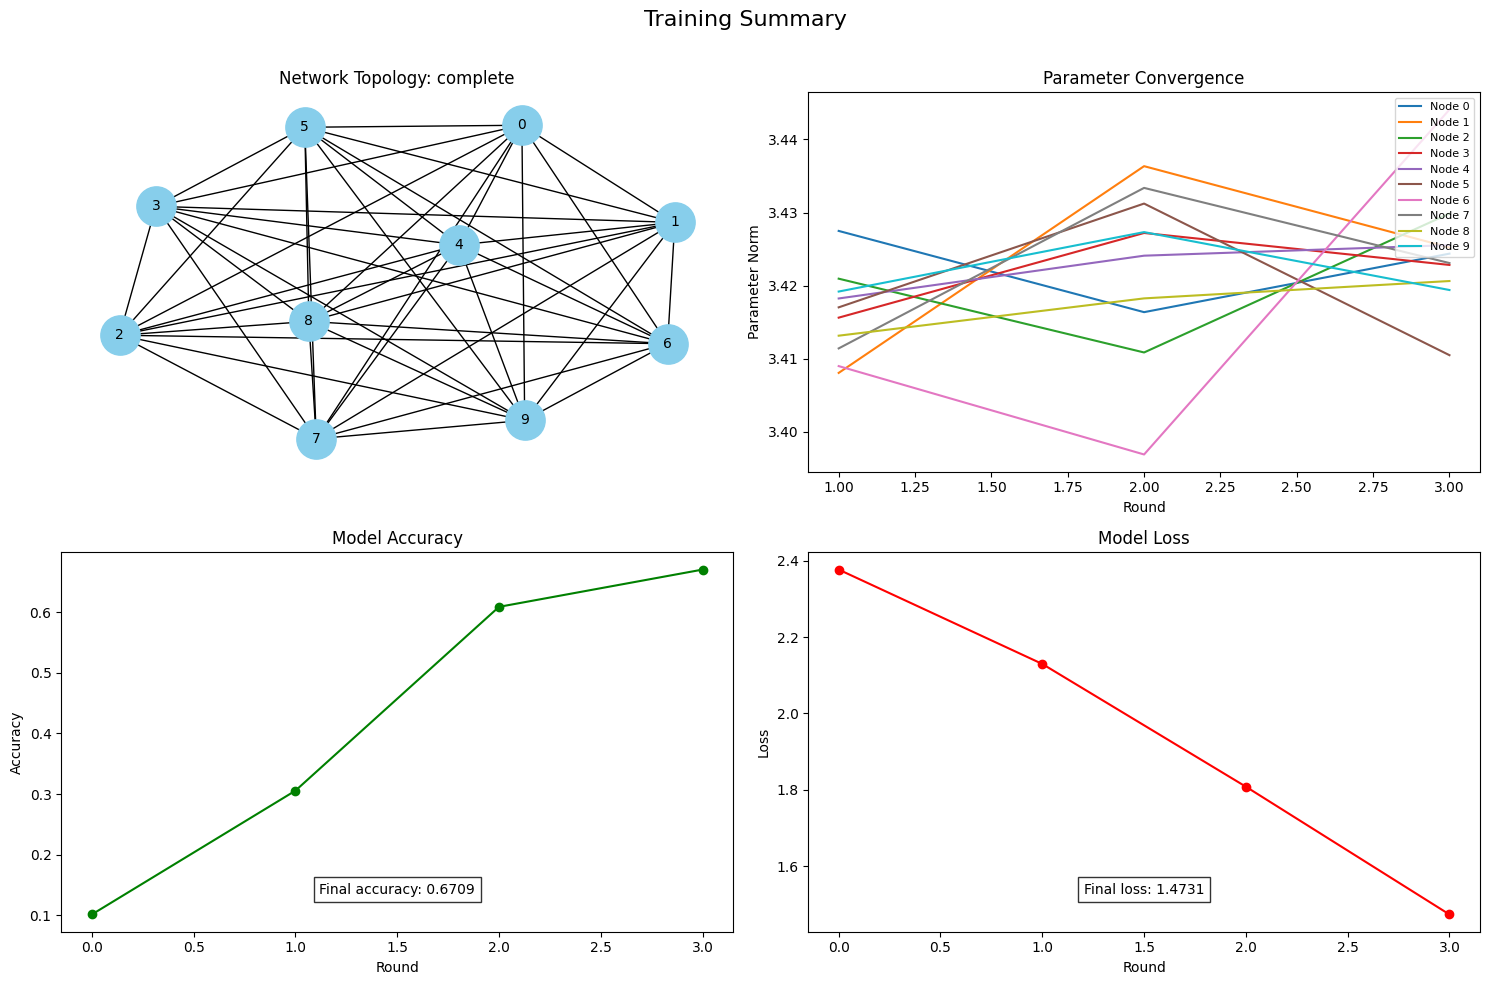 Training Summary
Network Topology: complete
5
0
3
1
4
8
2
6
9
7
Parameter Convergence
Parameter Norm
3.44
3.43
3.42
3.41
3.40
Node 0
Node 1
Node 2
Node 3
Node 4
Node 5
Node 6
Node 7
Node 8
Node 9
1.00 1.25 1.50 1.75 2.00 2.25 2.50 2.75 3.00
Round
Model Accuracy
Accuracy
0.6
0.5
0.4
0.3
0.2
0.1
Final accuracy: 0.6709
0.0 0.5 1.0 1.5 2.0 2.5 3.0
Round
Model Loss
Loss
2.4
2.2
2.0
1.8
1.6
Final loss: 1.4731
0.0 0.5 1.0 1.5 2.0 2.5 3.0
Round